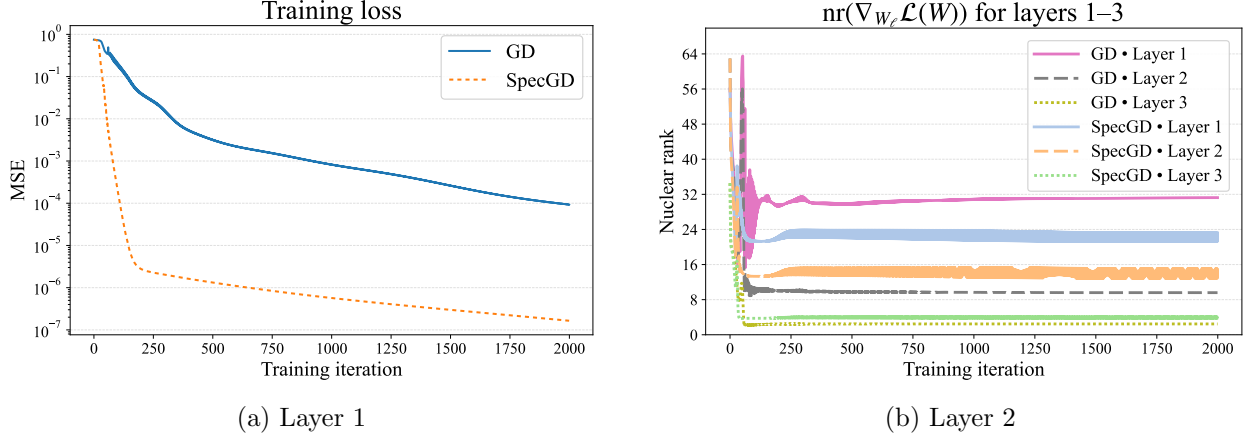 Training loss
10^0
10^{-1}
10^{-2}
10^{-3}
10^{-4}
10^{-5}
10^{-6}
10^{-7}
MSE
GD
SpecGD
0 250 500 750 1000 1250 1500 1750 2000
Training iteration
(a) Layer 1
nr(∇_{W_ℓ} 𝓛(W)) for layers 1–3
64
56
48
40
32
24
16
8
0
Nuclear rank
GD • Layer 1
GD • Layer 2
GD • Layer 3
SpecGD • Layer 1
SpecGD • Layer 2
SpecGD • Layer 3
0 250 500 750 1000 1250 1500 1750 2000
Training iteration
(b) Layer 2